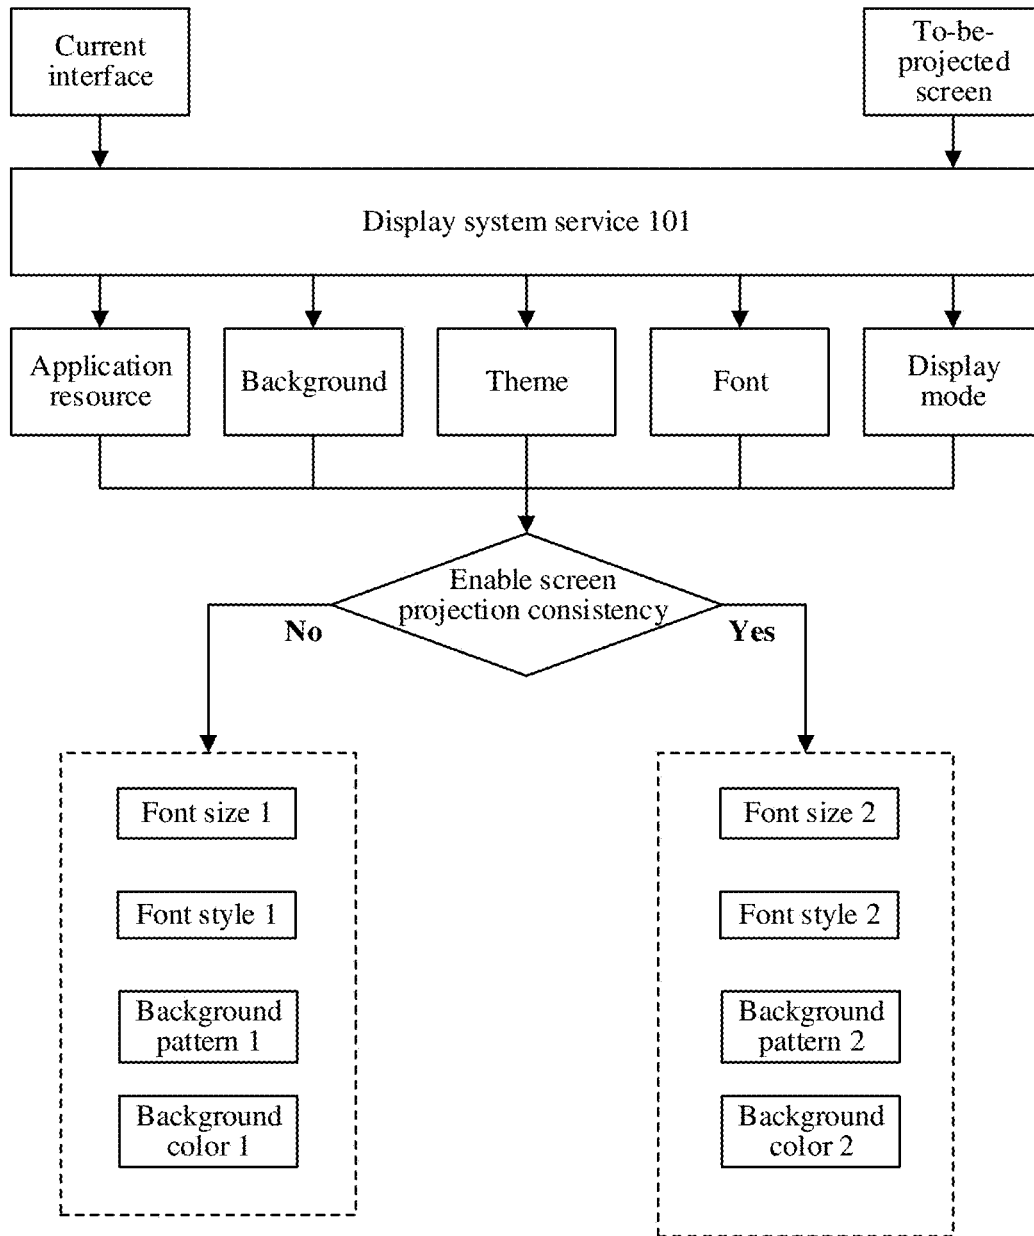 Current
interface
To-be-
projected
screen
Display system service 101
Application
resource
Background
Theme
Font
Display
mode
Enable screen
projection consistency
No
Yes
Font size 1
Font style 1
Background
pattern 1
Background
color 1
Font size 2
Font style 2
Background
pattern 2
Background
color 2